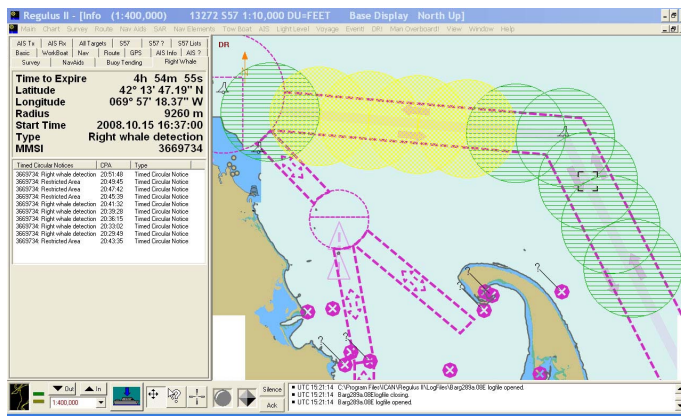 Regulus II - [Info (1:400,000) 13272 S57 1:10,000 DU=FEET Base Display North Up]
Main Chart Survey Route Nav Aids SAR Nav Elements Tow Boat AIS Light Level Voyage Event! DR! Man Overboard! View Window Help
AIS Tx AIS Rx All Targets S57 S57 ? S57 Lists
Basic WorkBoat Nav Route GPS AIS Info AIS ?
Survey NavAids Buoy Tending Right Whale
Time to Expire 4h 54m 55s
Latitude 42° 13' 47.19" N
Longitude 069° 57' 18.37" W
Radius 9260 m
Start Time 2008.10.15 16:37:00
Type Right whale detection
MMSI 3669734
Timed Circular Notices CPA Type
3669734: Right whale detection 20:51:48 Timed Circular Notice
3669734: Restricted Area 20:49:45 Timed Circular Notice
3669734: Restricted Area 20:47:42 Timed Circular Notice
3669734: Restricted Area 20:45:39 Timed Circular Notice
3669734: Right whale detection 20:41:32 Timed Circular Notice
3669734: Right whale detection 20:39:28 Timed Circular Notice
3669734: Right whale detection 20:36:15 Timed Circular Notice
3669734: Right whale detection 20:33:02 Timed Circular Notice
3669734: Right whale detection 20:29:49 Timed Circular Notice
3669734: Restricted Area 20:43:35 Timed Circular Notice
DR
?
?
?
?
?
Out In
1:400,000
Silence
Ack
UTC 15:21:14 C:\Program Files\ICAN\Regulus II\LogFiles\Barg289a.08E logfile opened.
UTC 15:21:14 Barg289a.08Elogfile closing.
UTC 15:21:14 Barg289a.08E logfile opened.